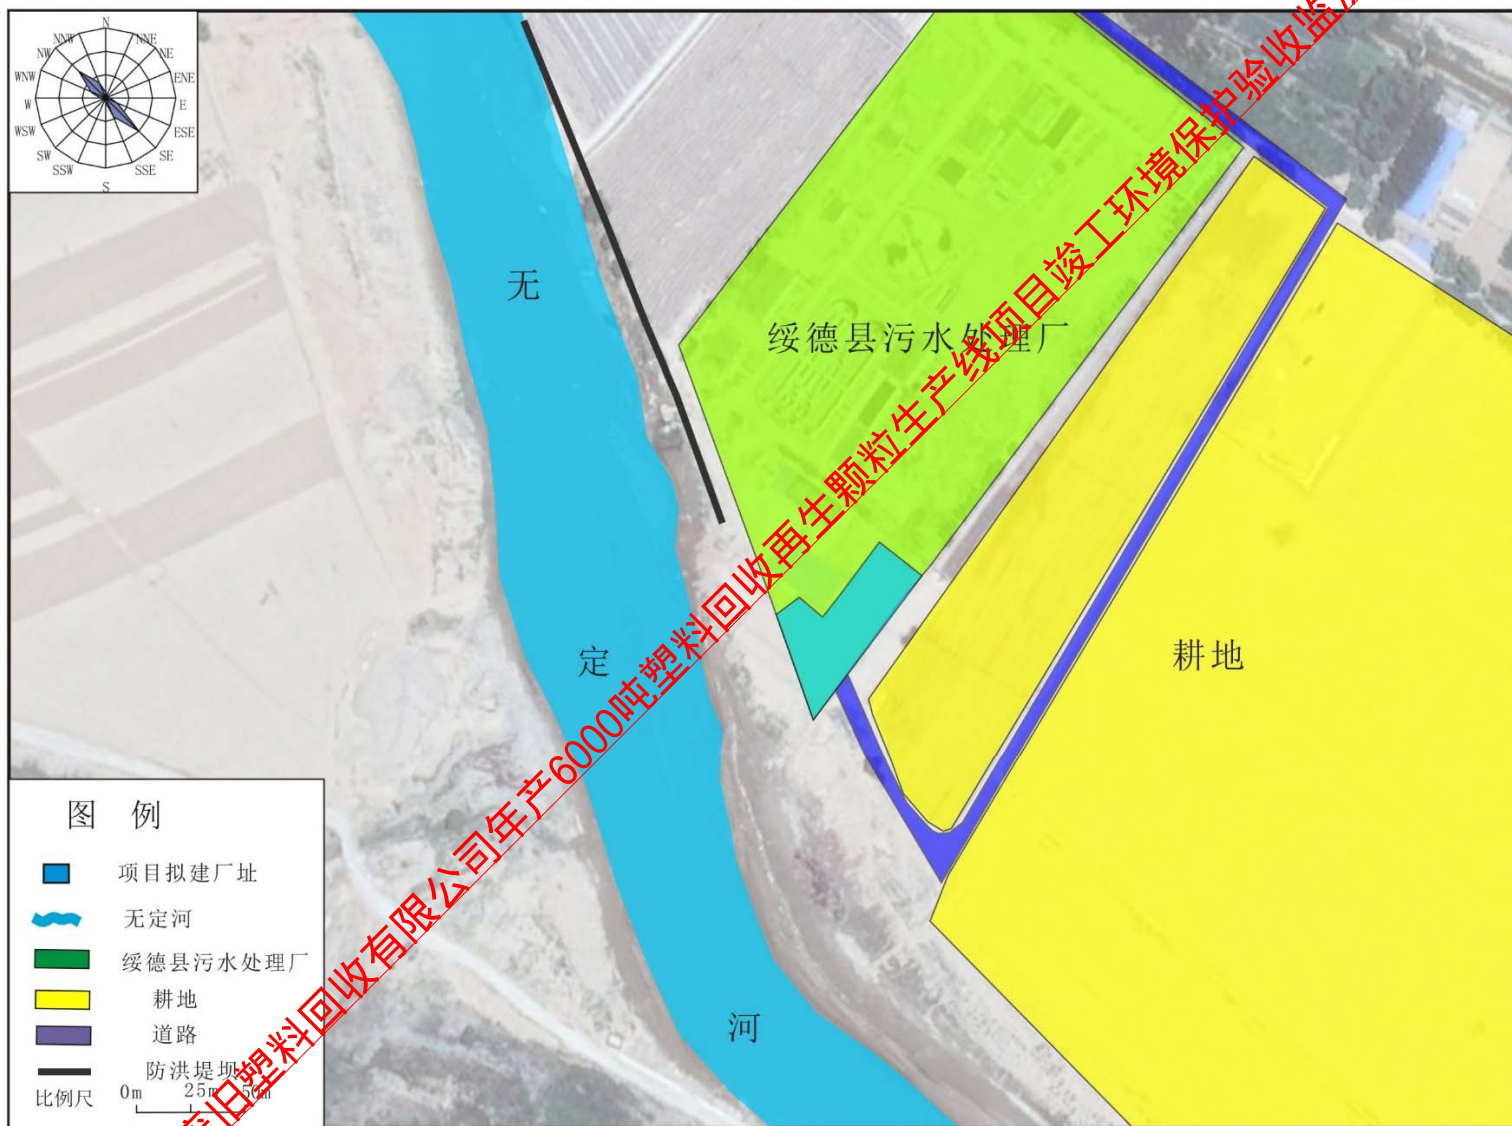 N
NNW
NNE
NW
NE
WNW
ENE
W
E
WSW
ESE
SW
SE
SSW
SSE
S
无
绥德县污水处理厂
定
耕地
河
图 例
项目拟建厂址
无定河
绥德县污水处理厂
耕地
道路
防洪堤坝
比例尺
0m 25m 50m
旧塑料回收有限公司年产6000吨塑料回收再生颗粒生产线项目竣工环境保护验收监